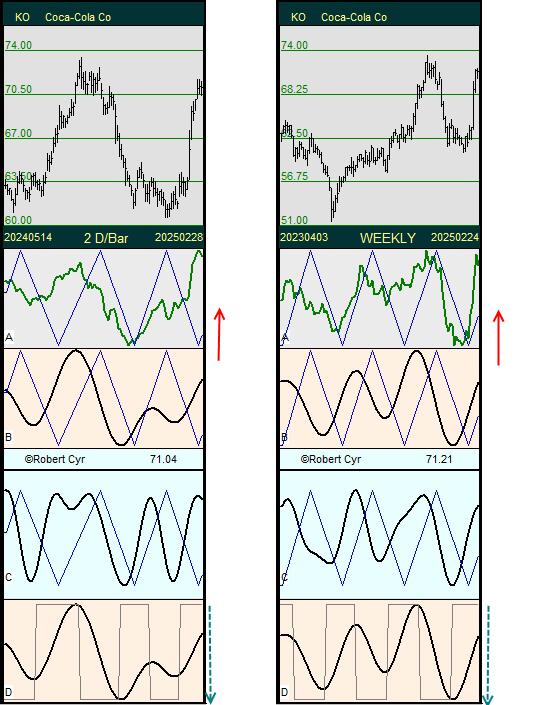 KO Coca-Cola Co
74.00
70.50
67.00
63.50
60.00
20240514 2 D/Bar 20250228
A
B
©Robert Cyr 71.04
C
D
KO Coca-Cola Co
74.00
68.25
62.50
56.75
51.00
20230403 WEEKLY 20250224
A
B
©Robert Cyr 71.21
C
D